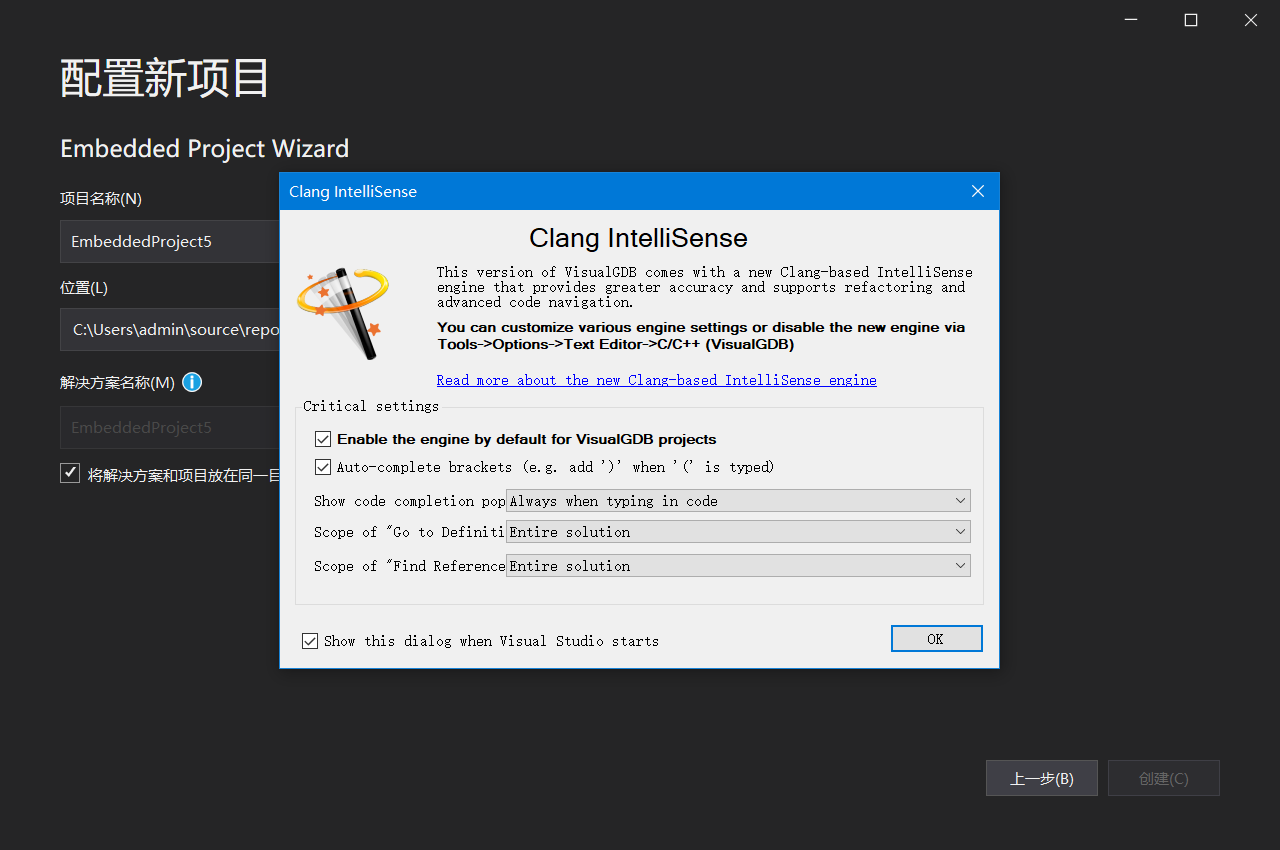 配置新项目
Embedded Project Wizard
项目名称(N)
EmbeddedProject5
位置(L)
C:\Users\admin\source\repo
解决方案名称(M)
EmbeddedProject5
将解决方案和项目放在同一目
Clang IntelliSense
Clang IntelliSense
This version of VisualGDB comes with a new Clang-based IntelliSense
engine that provides greater accuracy and supports refactoring and
advanced code navigation.
You can customize various engine settings or disable the new engine via
Tools->Options->Text Editor->C/C++ (VisualGDB)
Read more about the new Clang-based IntelliSense engine
Critical settings
Enable the engine by default for VisualGDB projects
Auto-complete brackets (e.g. add ')' when '(' is typed)
Show code completion pop Always when typing in code
Scope of "Go to Definiti Entire solution
Scope of "Find Reference Entire solution
Show this dialog when Visual Studio starts
OK
上一步(B)
创建(C)